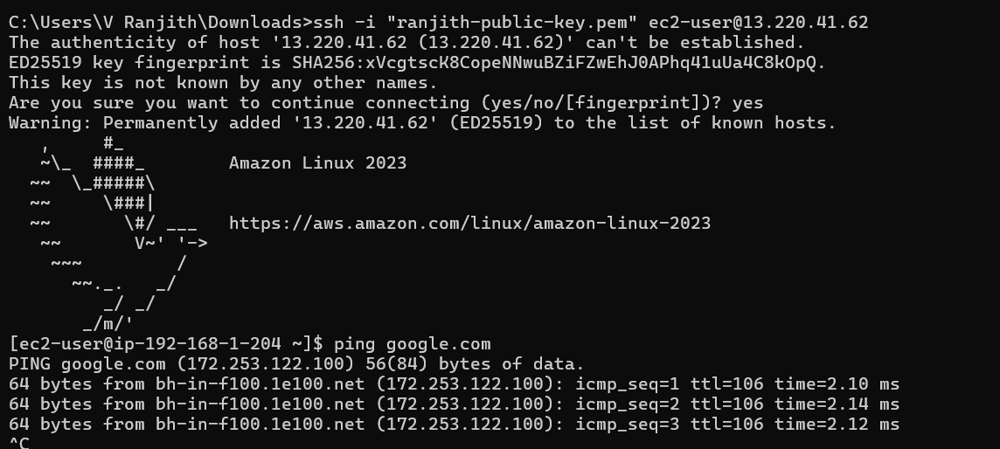 C:\Users\V Ranjith\Downloads>ssh -i "ranjith-public-key.pem" ec2-user@13.220.41.62
The authenticity of host '13.220.41.62 (13.220.41.62)' can't be established.
ED25519 key fingerprint is SHA256:xVcgtscK8CopeNNwuBZiFZwEhJ0APhq41uUa4C8kOpQ.
This key is not known by any other names.
Are you sure you want to continue connecting (yes/no/[fingerprint])? yes
Warning: Permanently added '13.220.41.62' (ED25519) to the list of known hosts.
   ,     #_
   ~\_  ####_        Amazon Linux 2023
  ~~  \_#####\
  ~~     \###|
  ~~       \#/ ___   https://aws.amazon.com/linux/amazon-linux-2023
   ~~       V~' '->
    ~~~         /
      ~~._.   _/
         _/ _/
       _/m/'
[ec2-user@ip-192-168-1-204 ~]$ ping google.com
PING google.com (172.253.122.100) 56(84) bytes of data.
64 bytes from bh-in-f100.1e100.net (172.253.122.100): icmp_seq=1 ttl=106 time=2.10 ms
64 bytes from bh-in-f100.1e100.net (172.253.122.100): icmp_seq=2 ttl=106 time=2.14 ms
64 bytes from bh-in-f100.1e100.net (172.253.122.100): icmp_seq=3 ttl=106 time=2.12 ms
^C